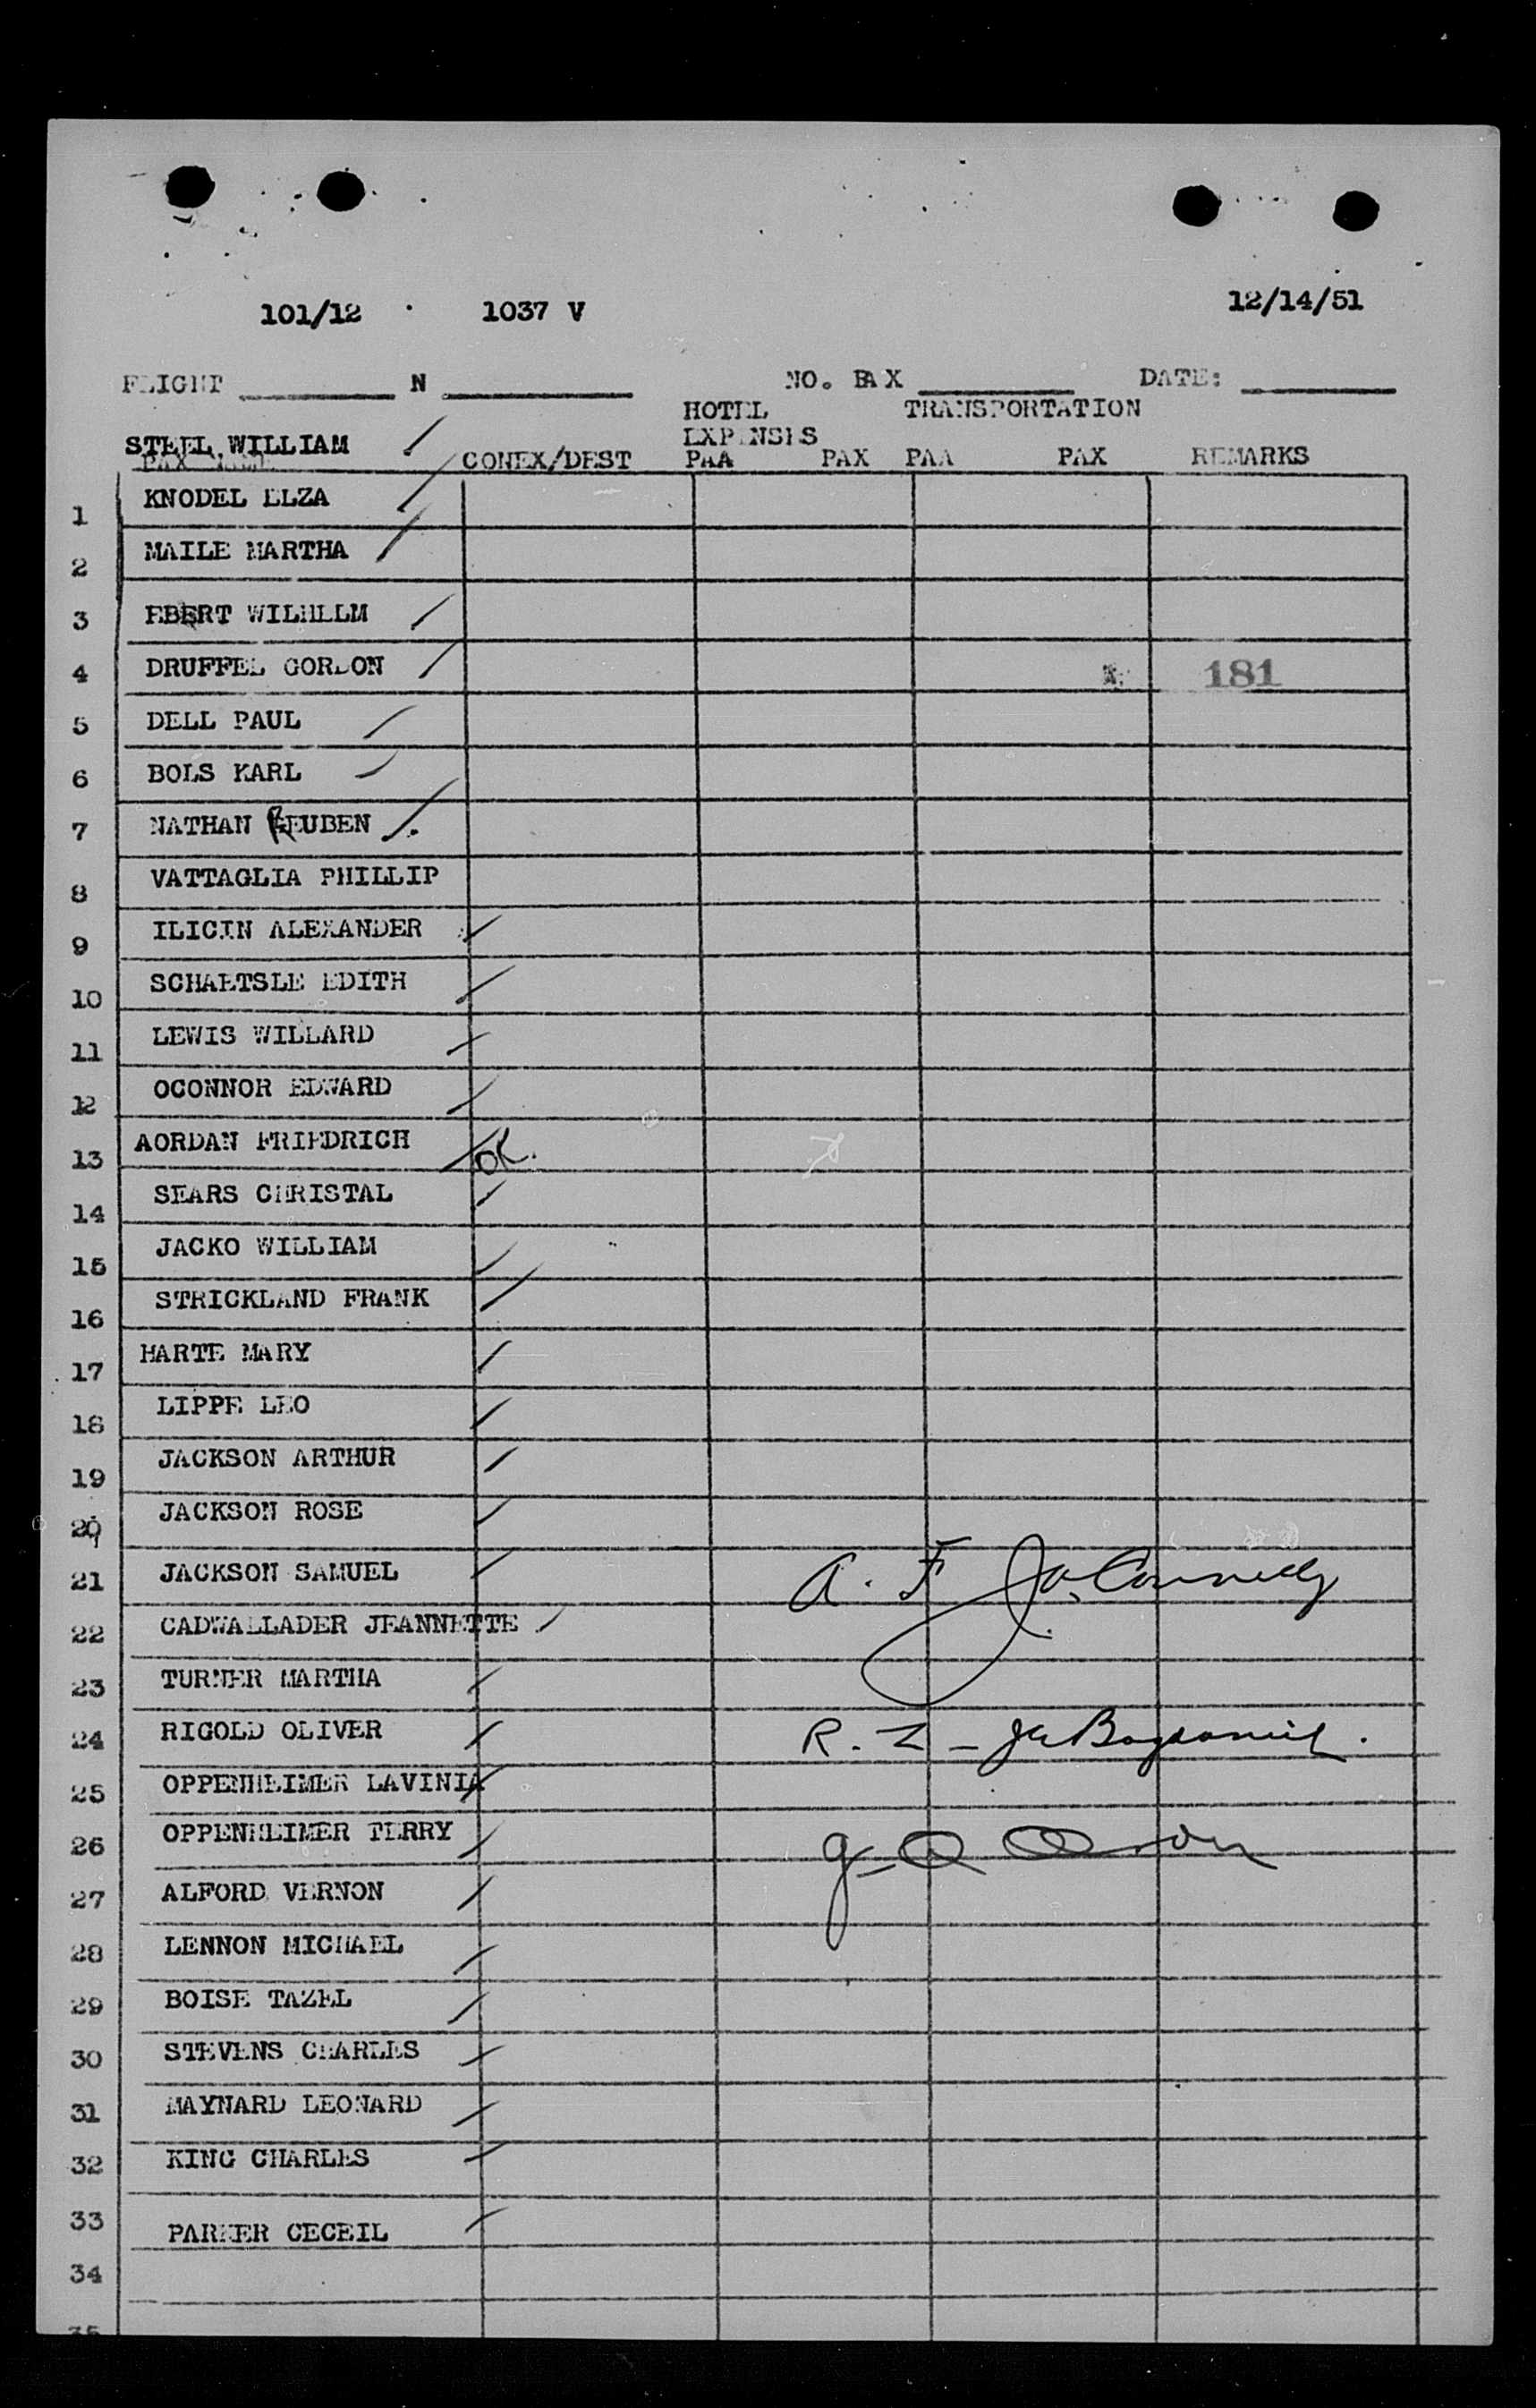 101/12 1037 V 12/14/51
FLIGHT N NO. PAX DATE:
HOTEL TRANSPORTATION
STEEL WILLIAM EXPENSES
PAX NAME CONEX/DEST PAA PAX PAA PAX REMARKS
1 KNODEL ELZA
2 MAILE MARTHA
3 EBERT WILHELM
4 DRUFFEL GORDON 181
5 DELL PAUL
6 BOLS KARL
7 NATHAN REUBEN
8 VATTAGLIA PHILLIP
9 ILICIN ALEXANDER
10 SCHAETSLE EDITH
11 LEWIS WILLARD
12 OCONNOR EDWARD
13 AORDAN FRIEDRICH OK.
14 SEARS CHRISTAL
15 JACKO WILLIAM
16 STRICKLAND FRANK
17 HARTE MARY
18 LIPPE LEO
19 JACKSON ARTHUR
20 JACKSON ROSE
21 JACKSON SAMUEL A. F.
22 CADWALLADER JEANNETTE
23 TURNER MARTHA
24 RIGOLD OLIVER R.
25 OPPENHEIMER LAVINIA
26 OPPENHEIMER TERRY
27 ALFORD VERNON
28 LENNON MICHAEL
29 BOISE TAZEL
30 STEVENS CHARLES
31 MAYNARD LEONARD
32 KING CHARLES
33 PARKER CECEIL
34
35